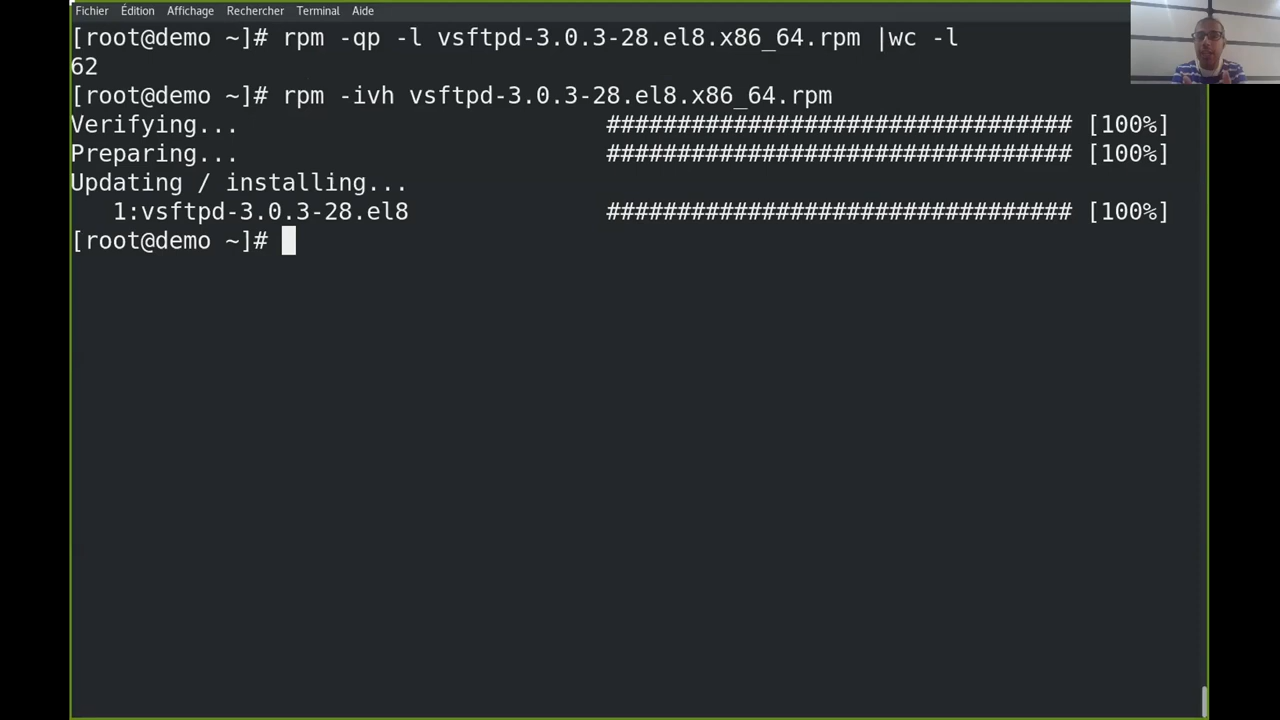 Fichier Édition Affichage Rechercher Terminal Aide
[root@demo ~]# rpm -qp -l vsftpd-3.0.3-28.el8.x86_64.rpm |wc -l
62
[root@demo ~]# rpm -ivh vsftpd-3.0.3-28.el8.x86_64.rpm
Verifying... ################################# [100%]
Preparing... ################################# [100%]
Updating / installing...
1:vsftpd-3.0.3-28.el8 ################################# [100%]
[root@demo ~]#